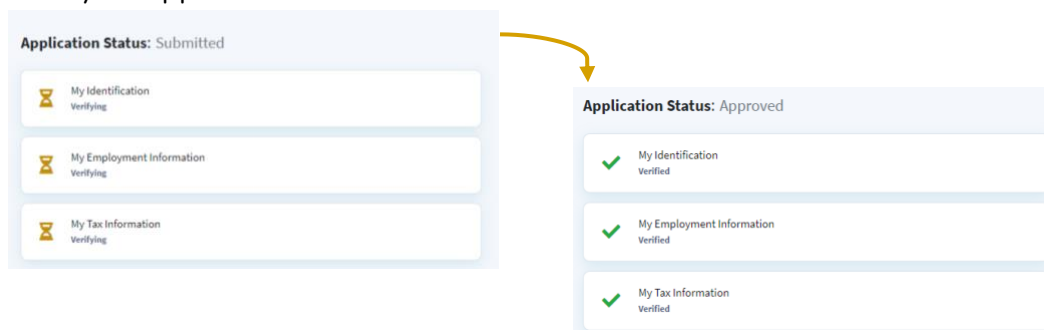 Application Status: Submitted
My Identification
Verifying
My Employment Information
Verifying
My Tax Information
Verifying
Application Status: Approved
My Identification
Verified
My Employment Information
Verified
My Tax Information
Verified